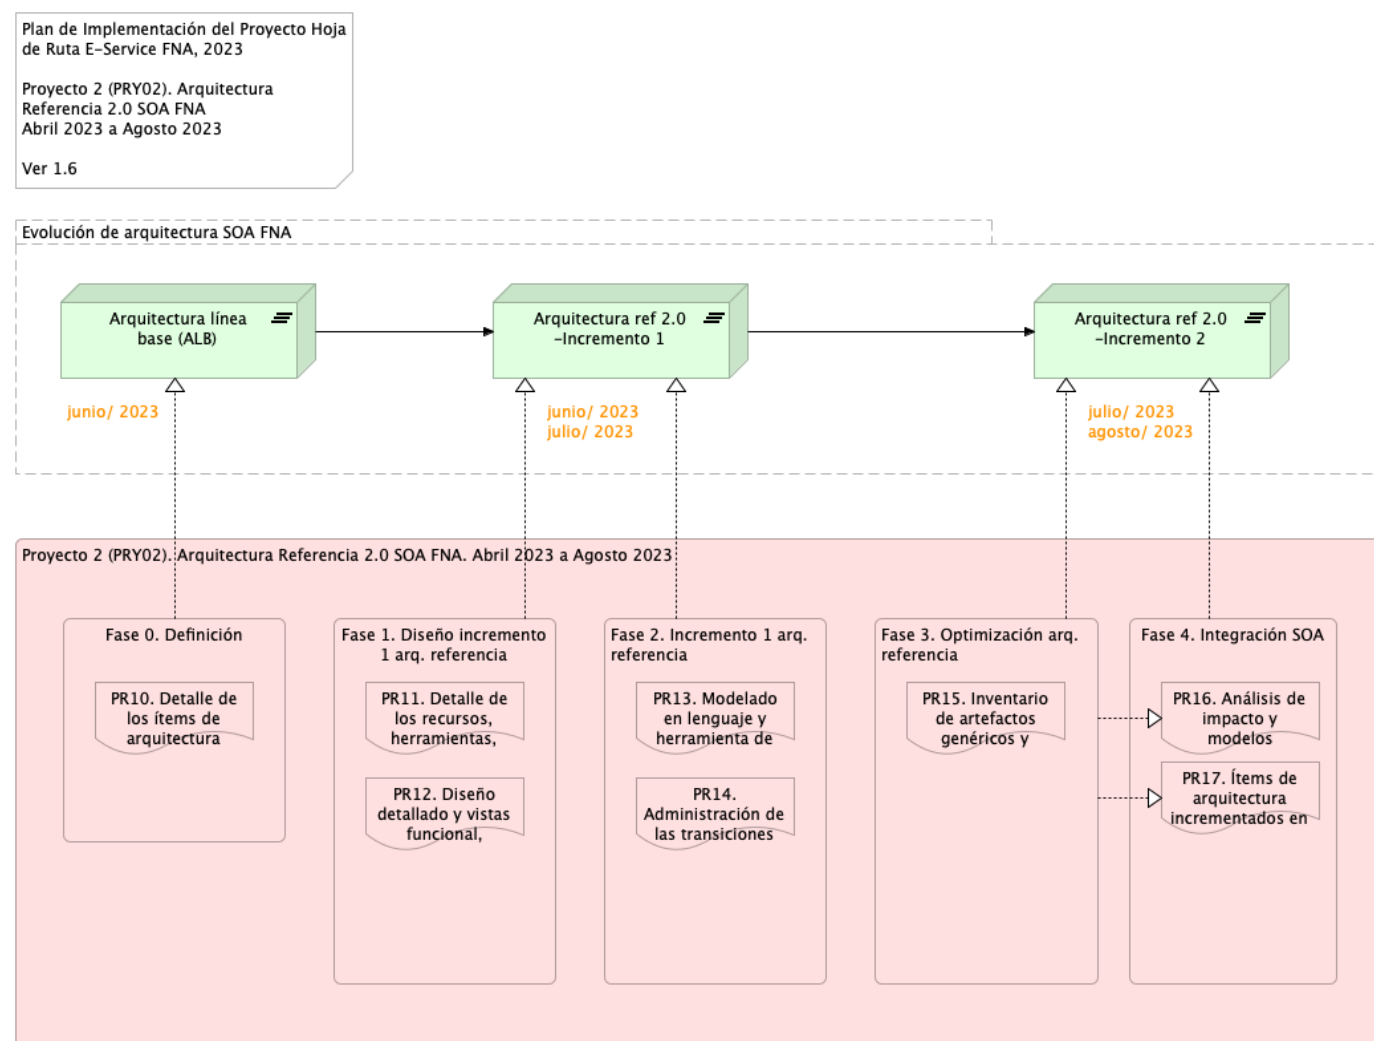 Plan de Implementación del Proyecto Hoja
de Ruta E-Service FNA, 2023
Proyecto 2 (PRY02). Arquitectura
Referencia 2.0 SOA FNA
Abril 2023 a Agosto 2023
Ver 1.6
Evolución de arquitectura SOA FNA
Arquitectura línea
base (ALB)
Arquitectura ref 2.0
-Incremento 1
Arquitectura ref 2.0
-Incremento 2
junio/ 2023
junio/ 2023
julio/ 2023
julio/ 2023
agosto/ 2023
Proyecto 2 (PRY02). Arquitectura Referencia 2.0 SOA FNA. Abril 2023 a Agosto 2023
Fase 0. Definición
PR10. Detalle de
los ítems de
arquitectura
Fase 1. Diseño incremento
1 arq. referencia
PR11. Detalle de
los recursos,
herramientas,
PR12. Diseño
detallado y vistas
funcional,
Fase 2. Incremento 1 arq.
referencia
PR13. Modelado
en lenguaje y
herramienta de
PR14.
Administración de
las transiciones
Fase 3. Optimización arq.
referencia
PR15. Inventario
de artefactos
genéricos y
Fase 4. Integración SOA
PR16. Análisis de
impacto y
modelos
PR17. Ítems de
arquitectura
incrementados en